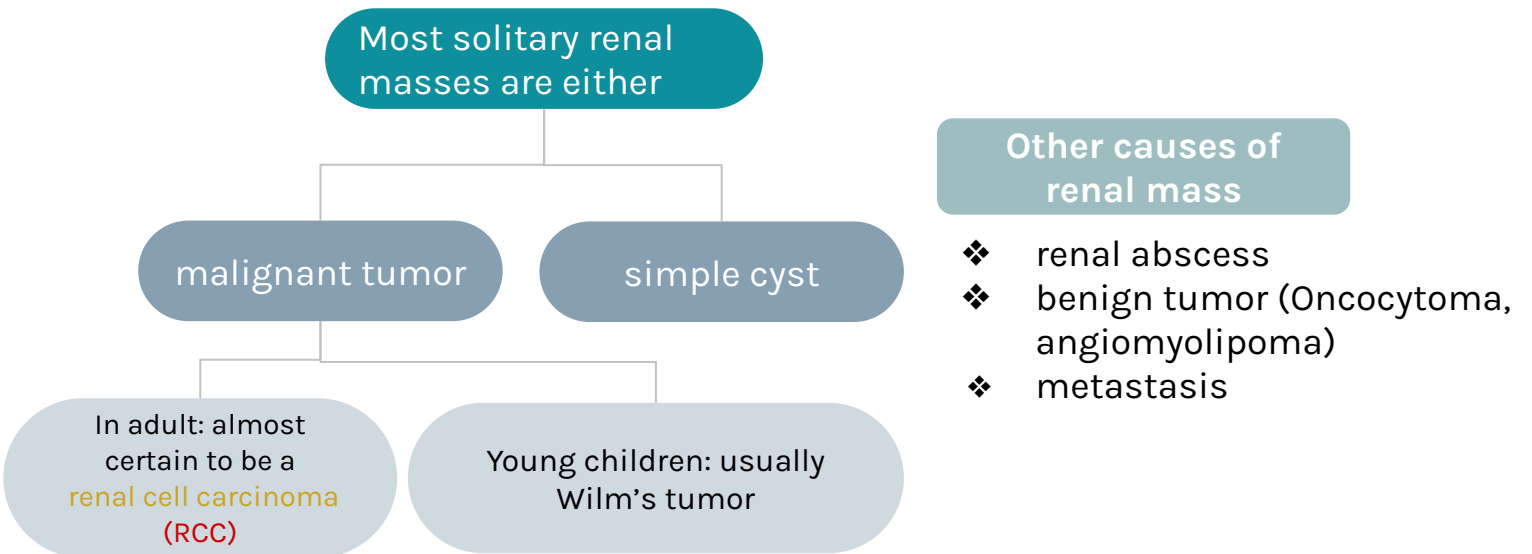 Most solitary renal
masses are either
malignant tumor
simple cyst
In adult: almost
certain to be a
renal cell carcinoma
(RCC)
Young children: usually
Wilm’s tumor
Other causes of
renal mass
❖ renal abscess
❖ benign tumor (Oncocytoma,
angiomyolipoma)
❖ metastasis